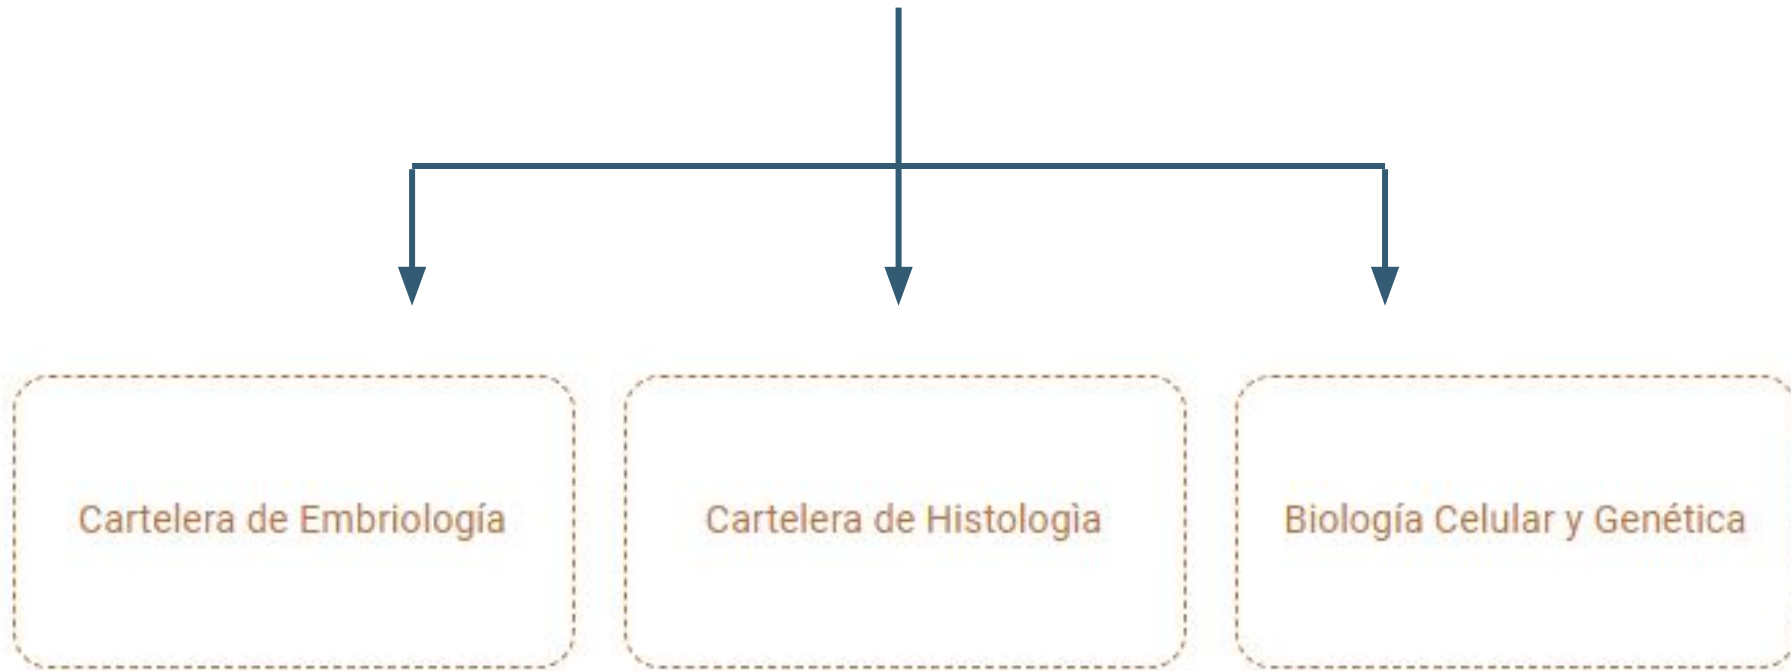 Cartelera de Embriología
Cartelera de Histologìa
Biología Celular y Genética